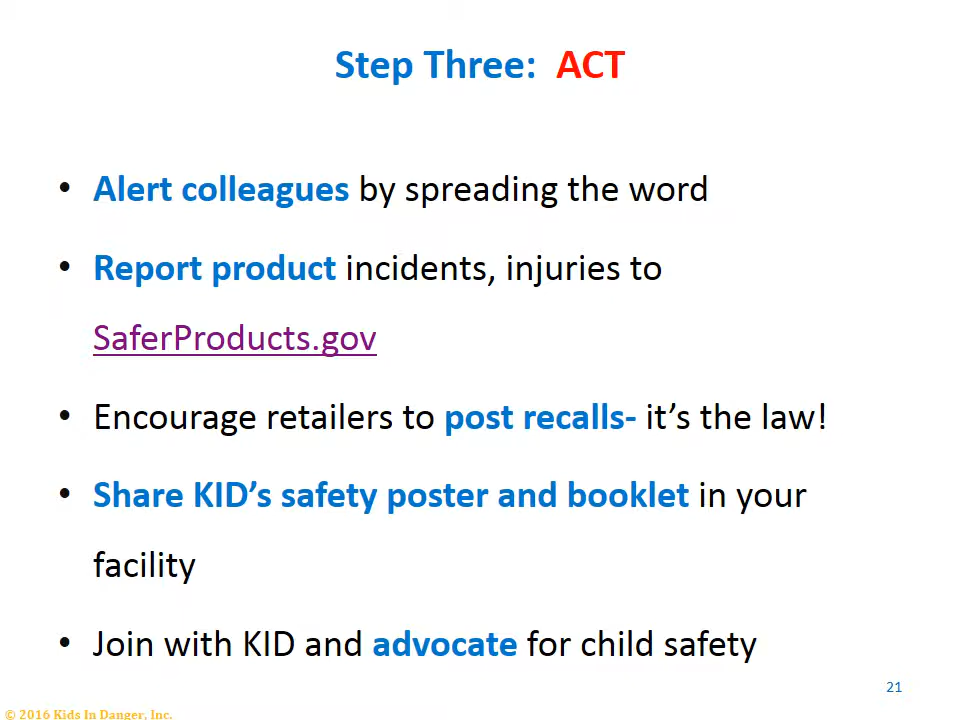 Step Three: ACT
• Alert colleagues by spreading the word
• Report product incidents, injuries to
SaferProducts.gov
• Encourage retailers to post recalls- it’s the law!
• Share KID’s safety poster and booklet in your
facility
• Join with KID and advocate for child safety
21
© 2016 Kids In Danger, Inc.